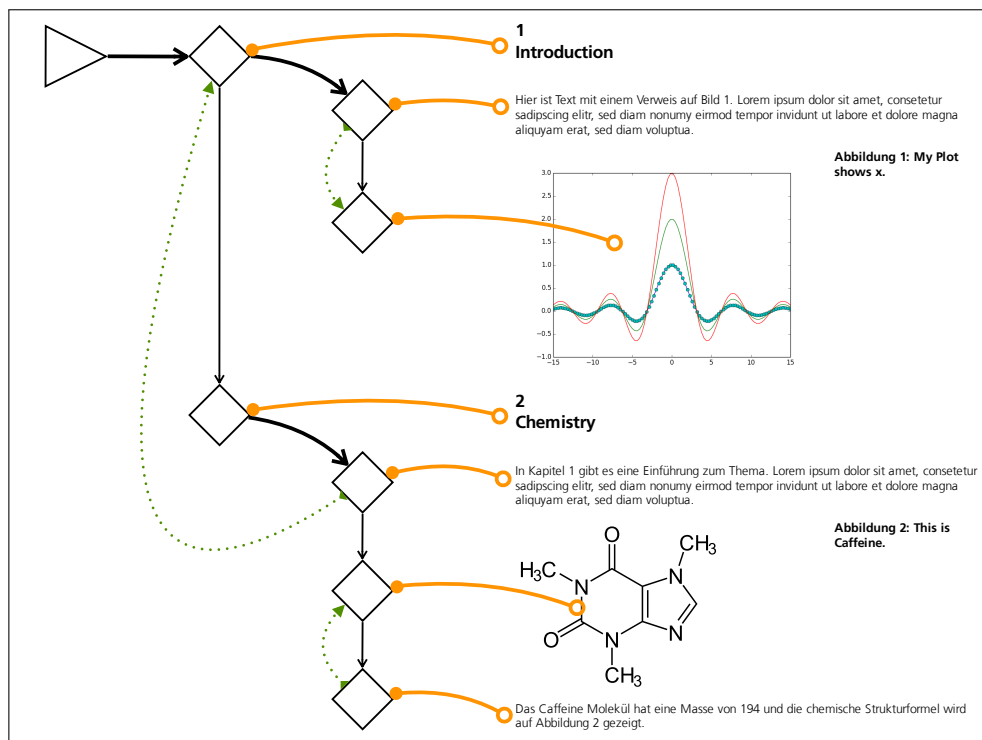 1
Introduction
Hier ist Text mit einem Verweis auf Bild 1. Lorem ipsum dolor sit amet, consetetur
sadipscing elitr, sed diam nonumy eirmod tempor invidunt ut labore et dolore magna
aliquyam erat, sed diam voluptua.
Abbildung 1: My Plot
shows x.
3.0
2.5
2.0
1.5
1.0
0.5
0.0
−0.5
−1.0
−15 −10 −5 0 5 10 15
2
Chemistry
In Kapitel 1 gibt es eine Einführung zum Thema. Lorem ipsum dolor sit amet, consetetur
sadipscing elitr, sed diam nonumy eirmod tempor invidunt ut labore et dolore magna
aliquyam erat, sed diam voluptua.
Abbildung 2: This is
Caffeine.
O
CH3
H3C
N
N
O
N
N
CH3
Das Caffeine Molekül hat eine Masse von 194 und die chemische Strukturformel wird
auf Abbildung 2 gezeigt.